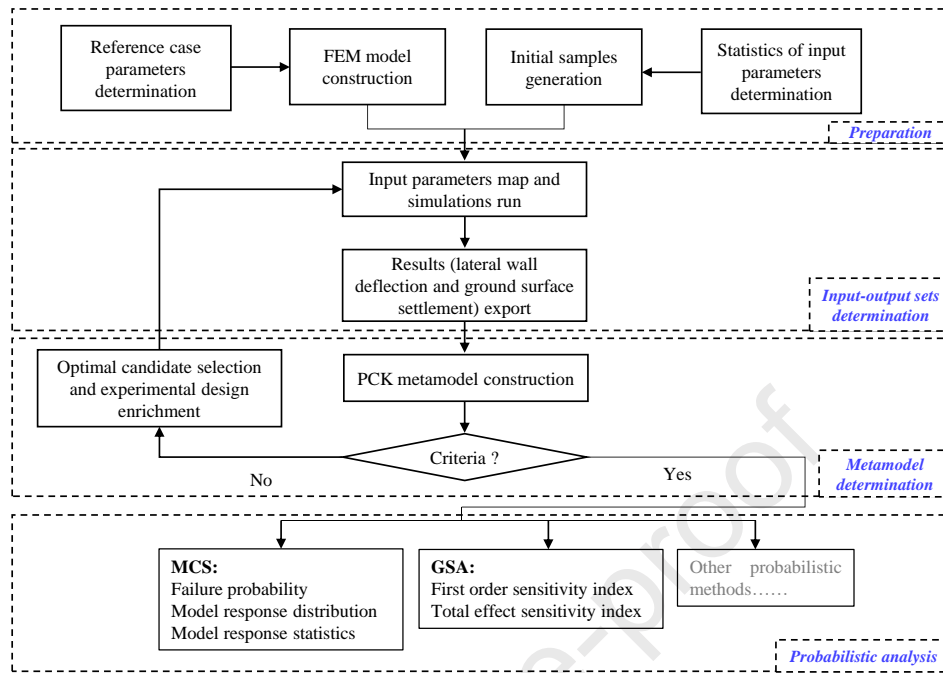 Reference case
parameters
determination
FEM model
construction
Initial samples
generation
Statistics of input
parameters
determination
Preparation
Input parameters map and
simulations run
Results (lateral wall
deflection and ground surface
settlement) export
Input-output sets
determination
Optimal candidate selection
and experimental design
enrichment
PCK metamodel construction
Criteria ?
No
Yes
Metamodel
determination
MCS:
Failure probability
Model response distribution
Model response statistics
GSA:
First order sensitivity index
Total effect sensitivity index
Other probabilistic
methods……
Probabilistic analysis
e-proof